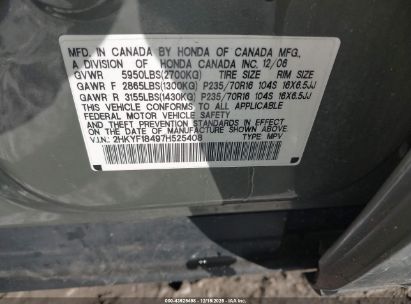 MFD. IN CANADA BY HONDA OF CANADA MFG.,
A DIV. OF HONDA CANADA INC. 12/06
GVWR 5950LBS(2700KG) TIRE SIZE RIM SIZE
GAWR F 2865LBS(1300KG) P235/70R16 104S 16X6.5JJ
GAWR R 3155LBS(1430KG) P235/70R16 104S 16X6.5JJ
THIS VEHICLE CONFORMS TO ALL APPLICABLE
FEDERAL MOTOR VEHICLE SAFETY
AND THEFT PREVENTION STANDARDS IN EFFECT
ON THE DATE OF MANUFACTURE SHOWN ABOVE.
V.I.N.: 2HKYF18497H525408 TYPE: MPV